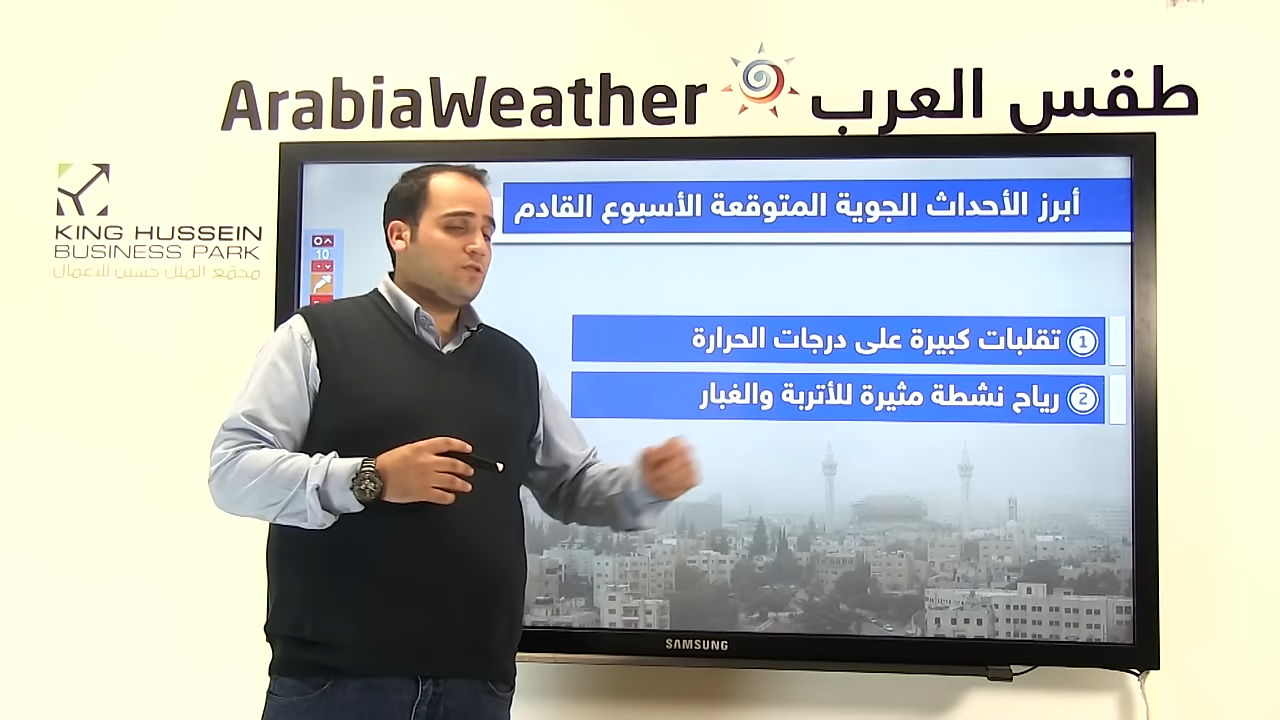 ArabiaWeather طقس العرب
KING HUSSEIN
BUSINESS PARK
مجمع الملك حسين للأعمال
أبرز الأحداث الجوية المتوقعة الأسبوع القادم
10
1 تقلبات كبيرة على درجات الحرارة
2 رياح نشطة مثيرة للأتربة والغبار
SAMSUNG